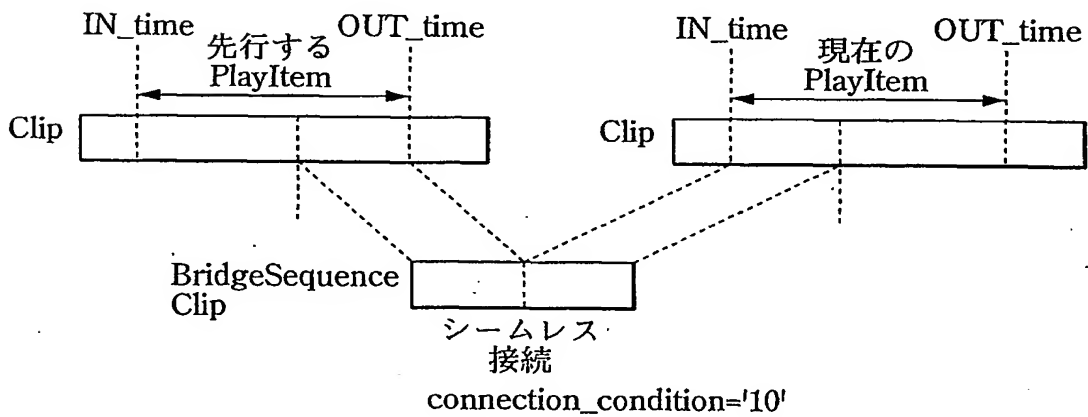 IN_time
OUT_time
先行する
PlayItem
Clip
IN_time
OUT_time
現在の
PlayItem
Clip
BridgeSequence
Clip
シームレス
接続
connection_condition='10'